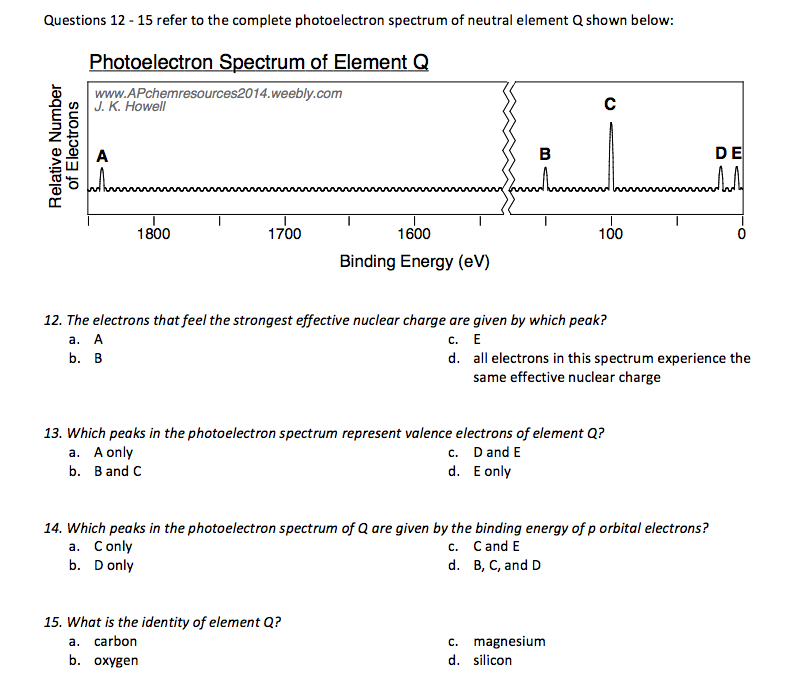 Questions 12 - 15 refer to the complete photoelectron spectrum of neutral element Q shown below:
Photoelectron Spectrum of Element Q
www.APchemresources2014.weebly.com
J. K. Howell
Relative Number
of Electrons
A
B
C
D E
1800
1700
1600
100
0
Binding Energy (eV)
12. The electrons that feel the strongest effective nuclear charge are given by which peak?
a. A
b. B
c. E
d. all electrons in this spectrum experience the
same effective nuclear charge
13. Which peaks in the photoelectron spectrum represent valence electrons of element Q?
a. A only
b. B and C
c. D and E
d. E only
14. Which peaks in the photoelectron spectrum of Q are given by the binding energy of p orbital electrons?
a. C only
b. D only
c. C and E
d. B, C, and D
15. What is the identity of element Q?
a. carbon
b. oxygen
c. magnesium
d. silicon